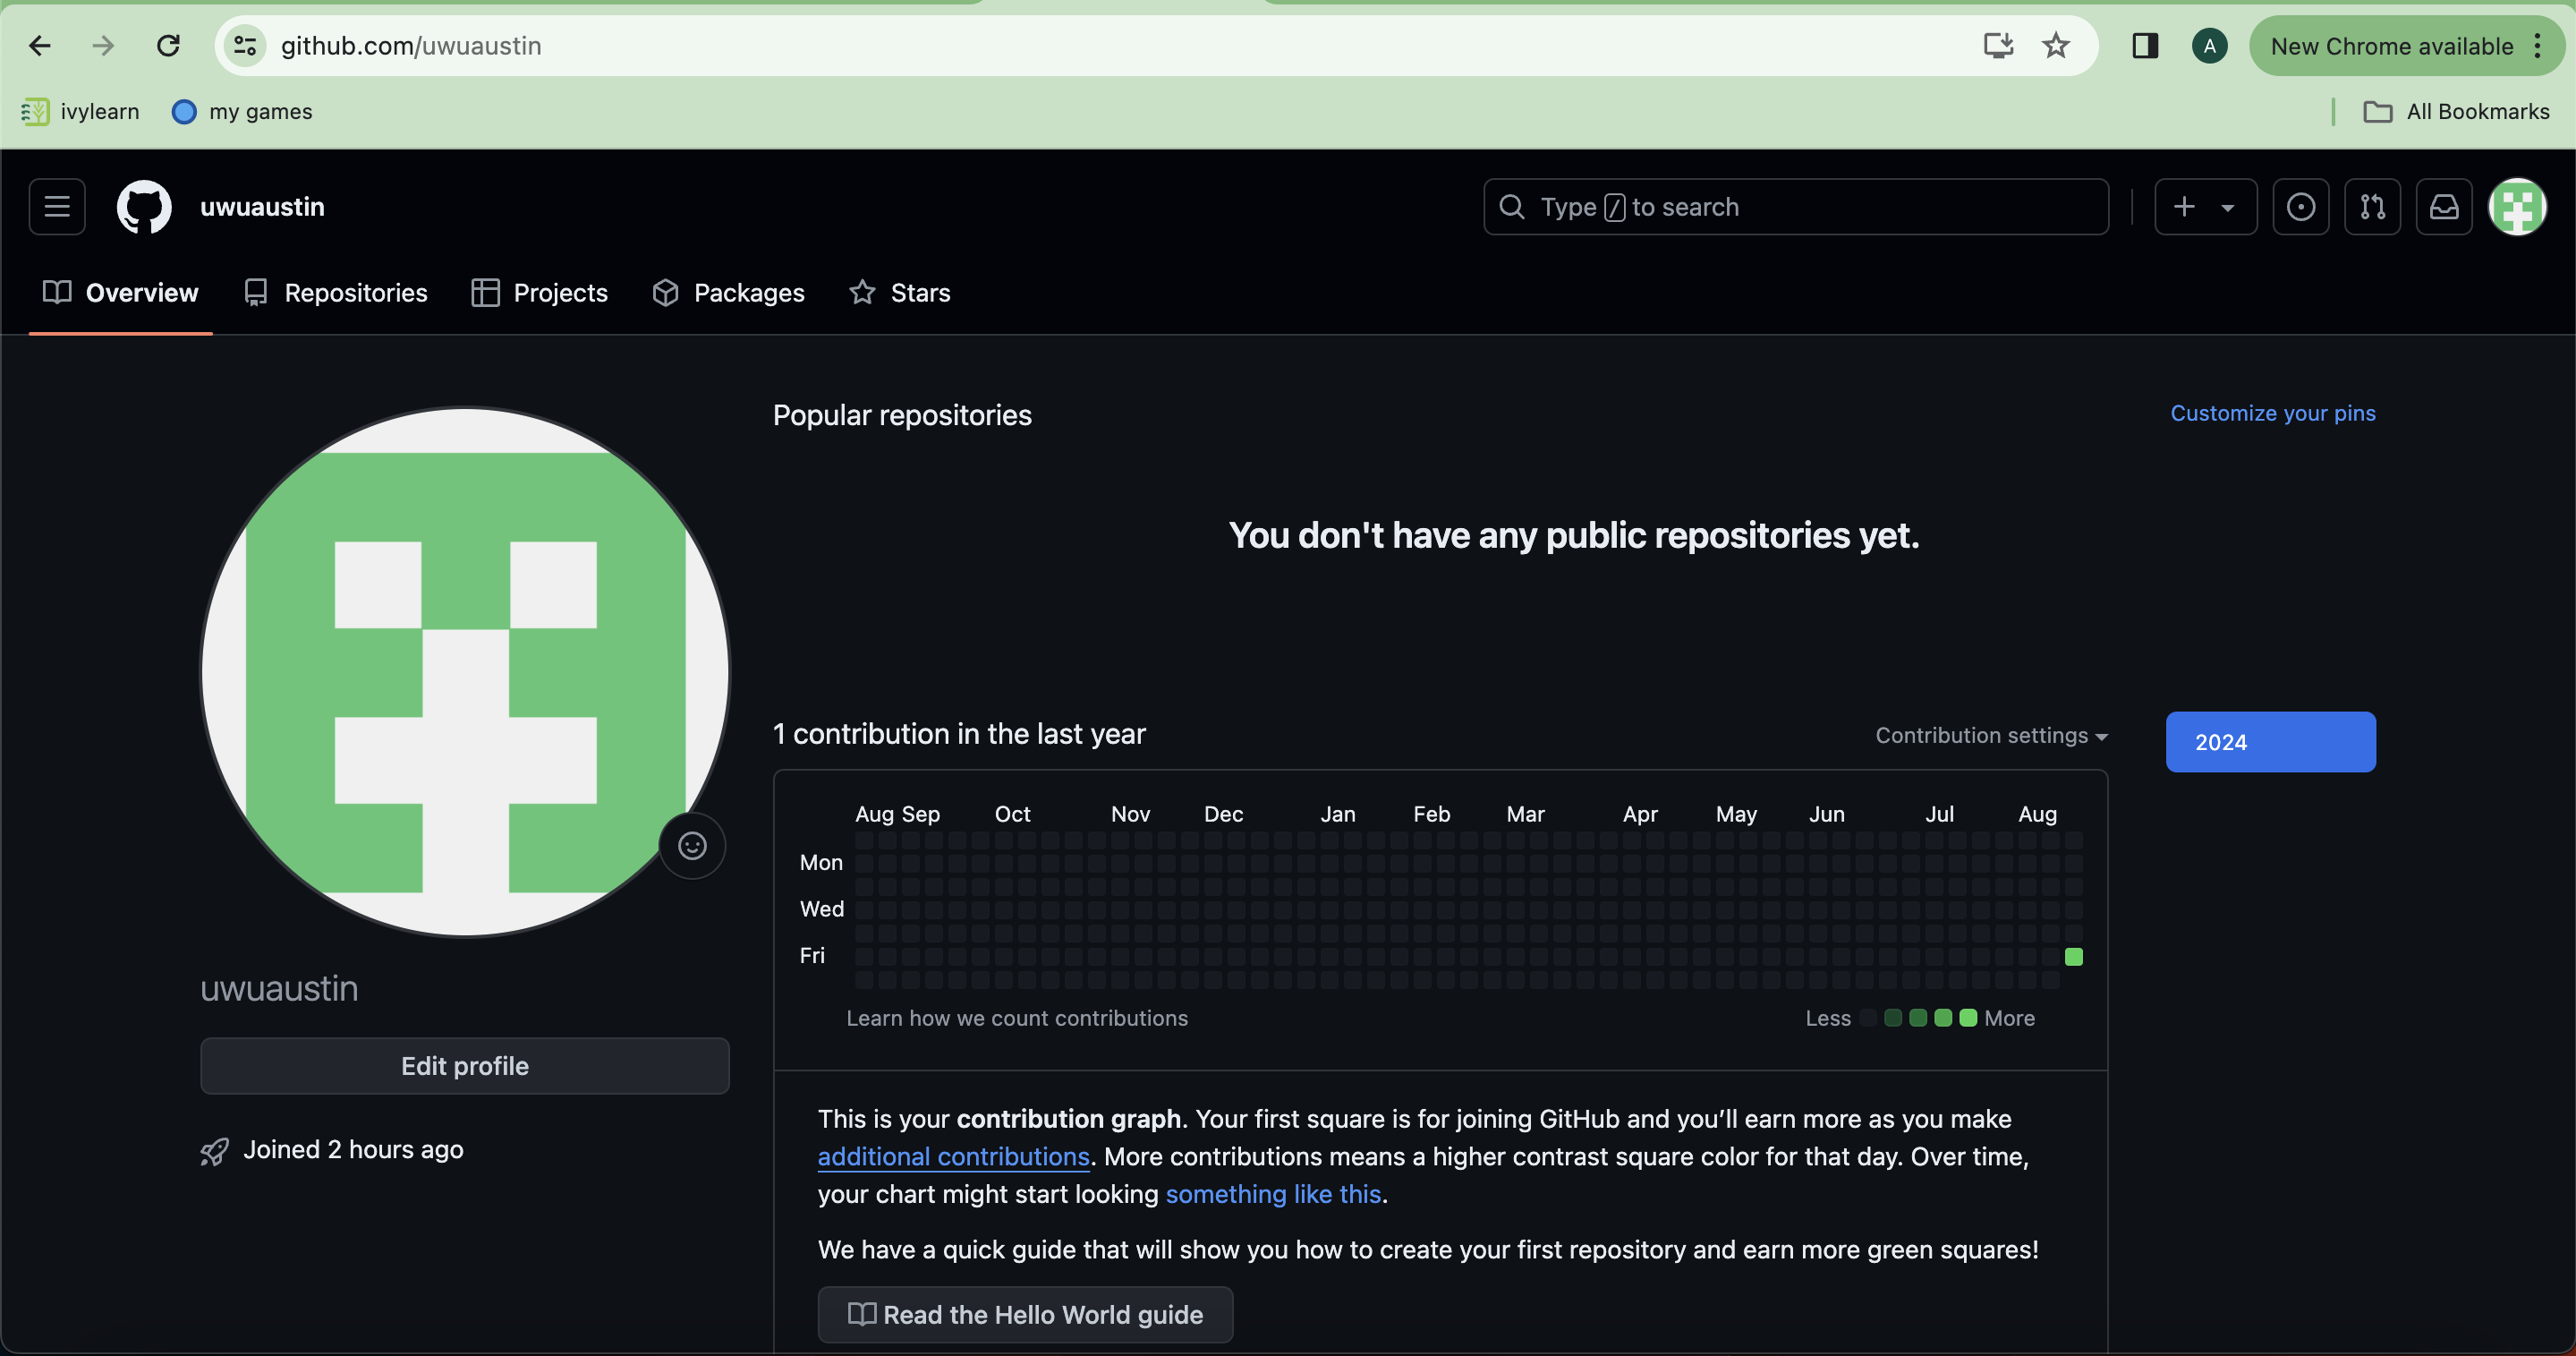 github.com/uwuaustin
A
New Chrome available
ivylearn
my games
All Bookmarks
uwuaustin
Type / to search
Overview
Repositories
Projects
Packages
Stars
Popular repositories
Customize your pins
You don't have any public repositories yet.
1 contribution in the last year
Contribution settings
2024
Aug Sep Oct Nov Dec Jan Feb Mar Apr May Jun Jul Aug
Mon
Wed
Fri
Learn how we count contributions
Less
More
uwuaustin
Edit profile
Joined 2 hours ago
This is your contribution graph. Your first square is for joining GitHub and you’ll earn more as you make
additional contributions. More contributions means a higher contrast square color for that day. Over time,
your chart might start looking something like this.
We have a quick guide that will show you how to create your first repository and earn more green squares!
Read the Hello World guide